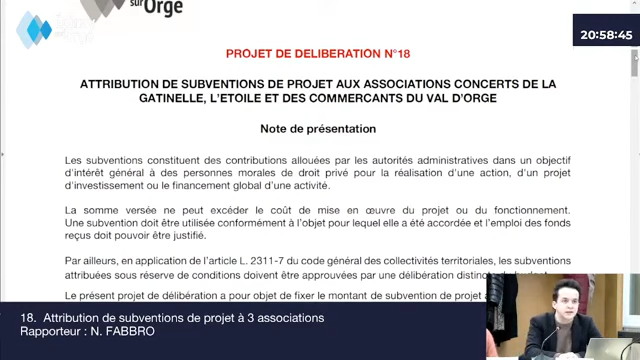 sur Orge
20:58:45
PROJET DE DELIBERATION N°18
ATTRIBUTION DE SUBVENTIONS DE PROJET AUX ASSOCIATIONS CONCERTS DE LA
GATINELLE, L'ETOILE ET DES COMMERCANTS DU VAL D'ORGE
Note de présentation
Les subventions constituent des contributions allouées par les autorités administratives dans un objectif
d'intérêt général à des personnes morales de droit privé pour la réalisation d'une action, d'un projet
d'investissement ou le financement global d'une activité.
La somme versée ne peut excéder le coût de mise en œuvre du projet ou du fonctionnement.
Une subvention doit être utilisée conformément à l'objet pour lequel elle a été accordée et l'emploi des fonds
reçus doit pouvoir être justifié.
Par ailleurs, en application de l'article L. 2311-7 du code général des collectivités territoriales, les subventions
attribuées sous réserve de conditions doivent être approuvées par une délibération
Le présent projet de délibération a pour objet de fixer le montant de subvention de projet
18. Attribution de subventions de projet à 3 associations
Rapporteur : N. FABBRO